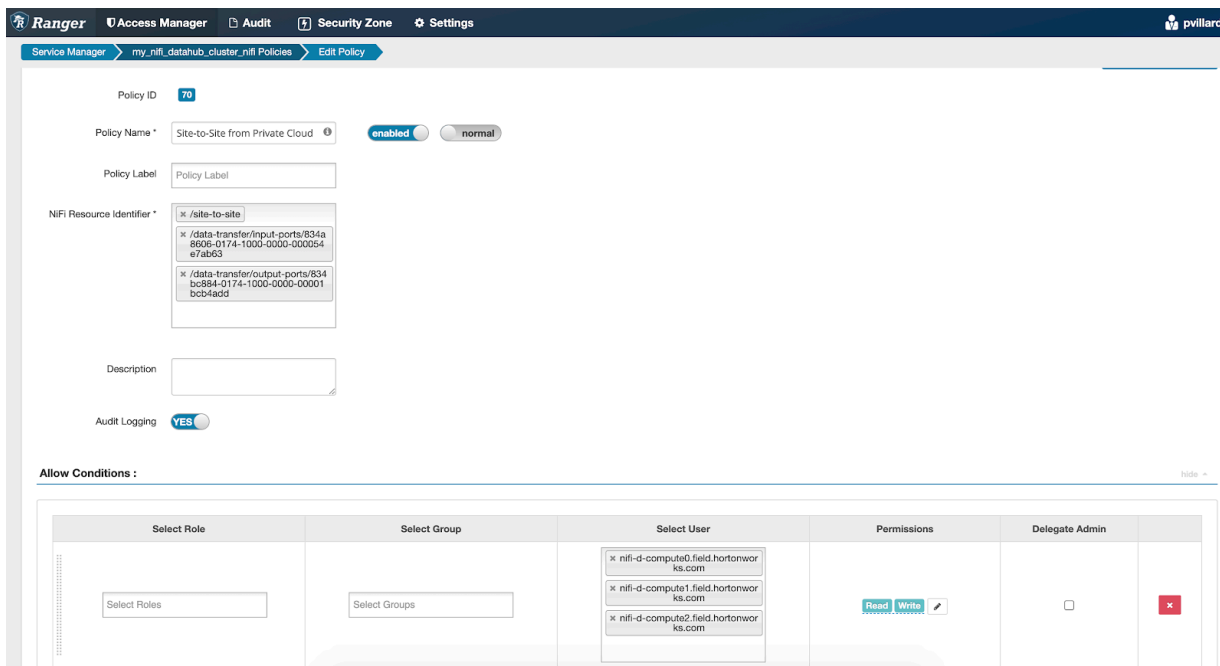 Ranger Access Manager Audit Security Zone Settings pvillard
Service Manager my_nifi_datahub_cluster_nifi Policies Edit Policy
Policy ID 70
Policy Name * Site-to-Site from Private Cloud enabled normal
Policy Label Policy Label
NiFi Resource Identifier * × /site-to-site
× /data-transfer/input-ports/834a
8606-0174-1000-0000-000054
e7ab63
× /data-transfer/output-ports/834
bc884-0174-1000-0000-00001
bcb4add
Description
Audit Logging YES
Allow Conditions :
hide
Select Role Select Group Select User Permissions Delegate Admin
× nifi-d-compute0.field.hortonwor
ks.com
× nifi-d-compute1.field.hortonwor
ks.com
× nifi-d-compute2.field.hortonwor
ks.com
Select Roles Select Groups Read Write ×